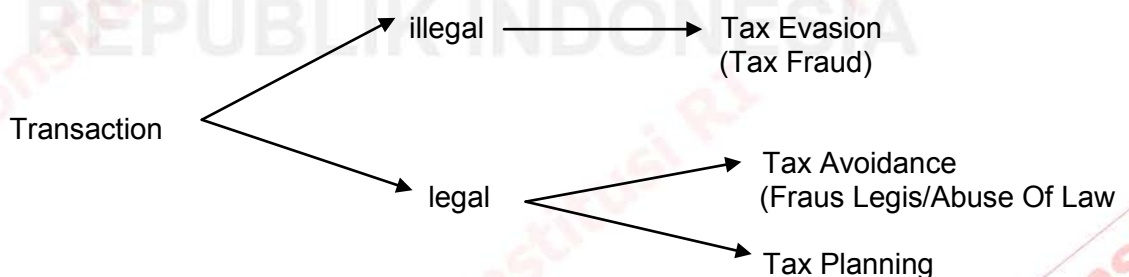 REPUBLIK INDONESIA
illegal
Tax Evasion
(Tax Fraud)
Transaction
legal
Tax Avoidance
(Fraus Legis/Abuse Of Law
Tax Planning